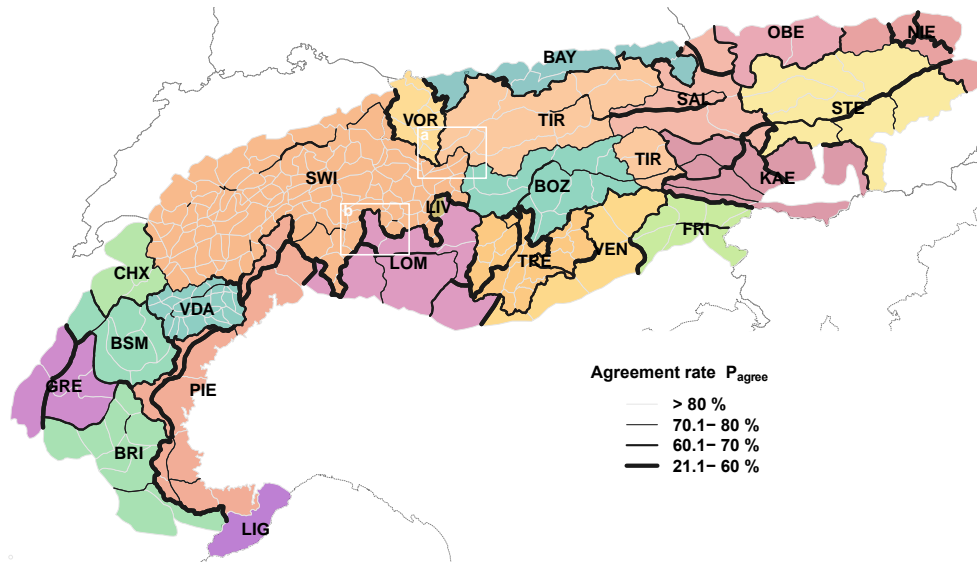 OBE
NIE
BAY
SAL
STE
VOR
TIR
a
TIR
KAE
SWI
BOZ
LIV
b
FRI
VEN
TRE
LOM
CHX
VDA
BSM
GRE
PIE
BRI
LIG
Agreement rate P agree
> 80 %
70.1– 80 %
60.1– 70 %
21.1– 60 %